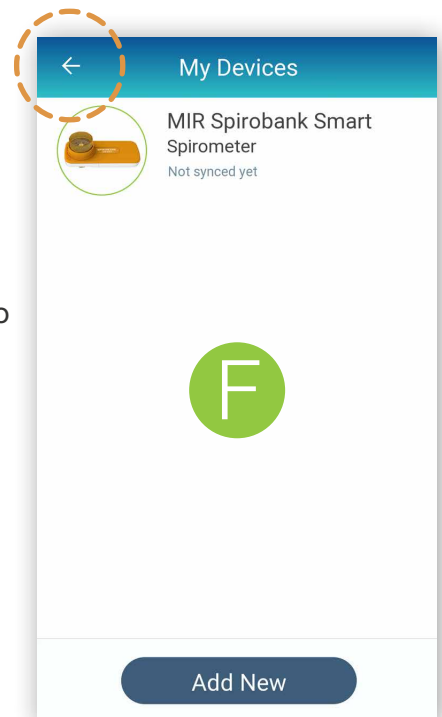 ←
My Devices
MIR Spirobank Smart
Spirometer
Not synced yet
o
F
Add New